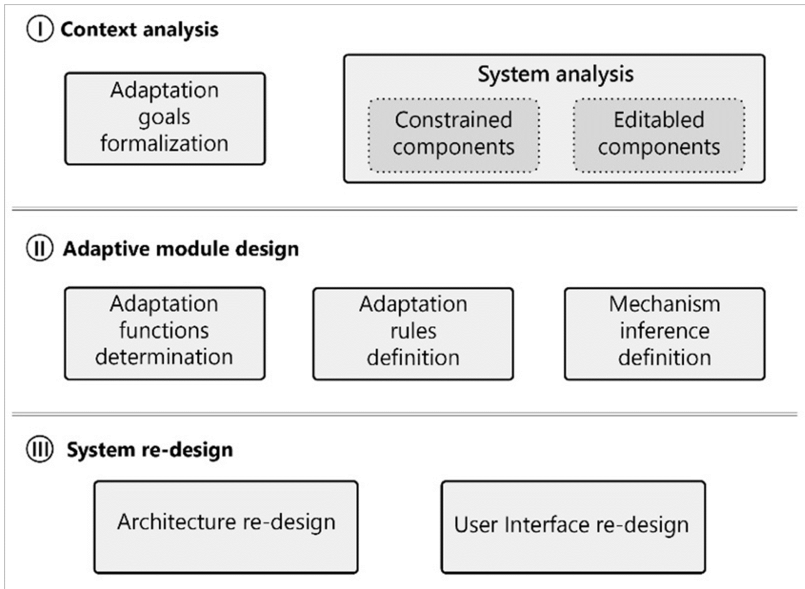 I Context analysis
Adaptation
goals
formalization
System analysis
Constrained
components
Editabled
components
II Adaptive module design
Adaptation
functions
determination
Adaptation
rules
definition
Mechanism
inference
definition
III System re-design
Architecture re-design
User Interface re-design